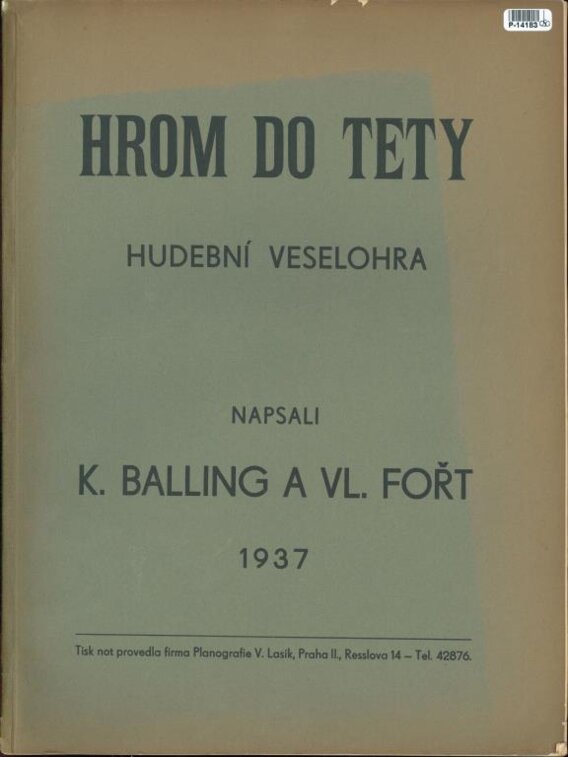 P-14183
HROM DO TETY
HUDEBNÍ VESELOHRA
NAPSALI
K. BALLING A VL. FOŘT
1937
Tisk not provedla firma Planografie V. Lasík, Praha II., Resslova 14 – Tel. 42876.